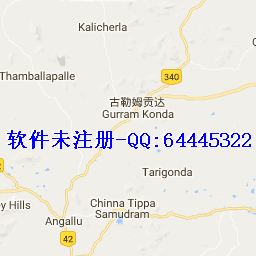 Kalicherla
Thamballapalle
340
古勒姆贡达
Gurram Konda
软件未注册-QQ:64445322
Tarigonda
ey Hills
Chinna Tippa
Samudram
Angallu
42